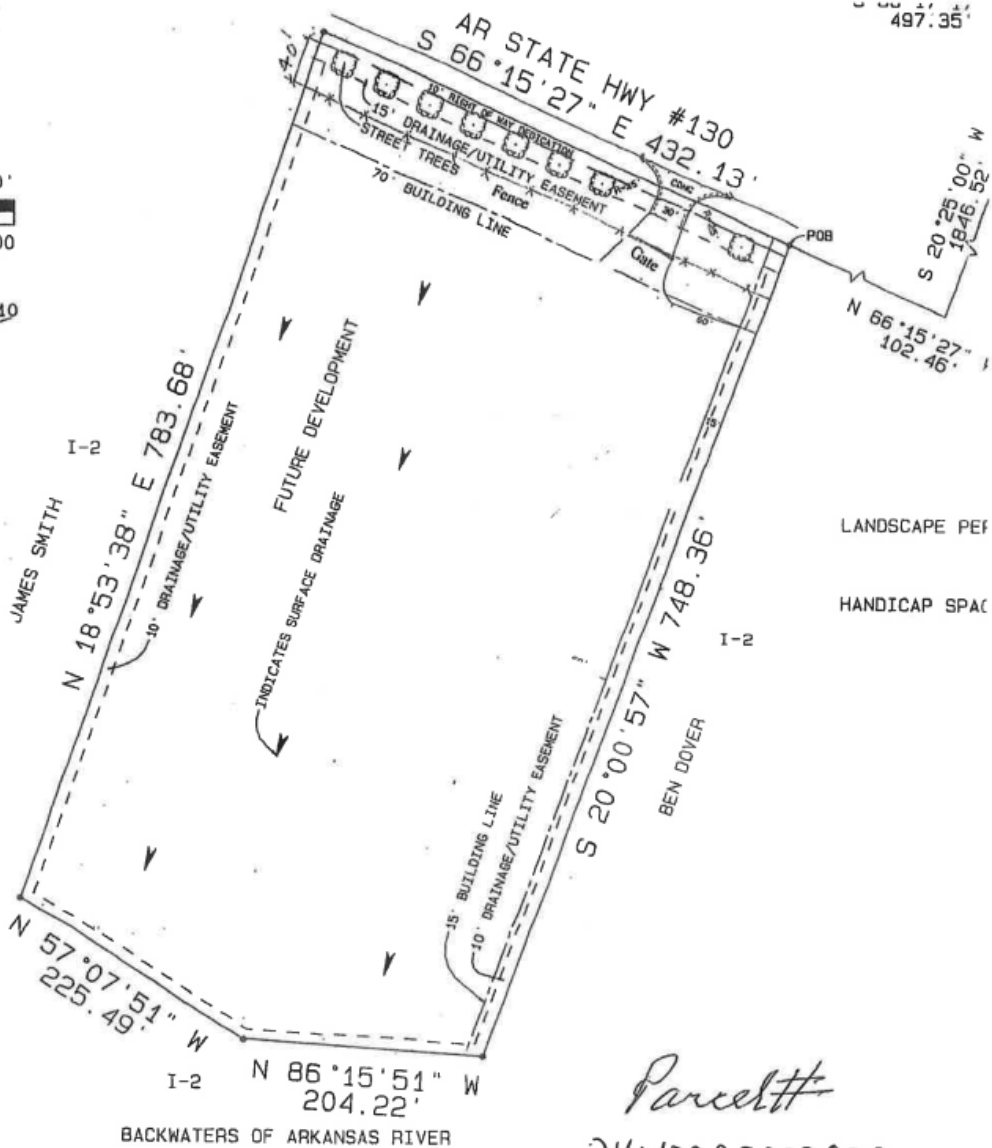 497.35'
AR STATE HWY #130
S 66°15'27" E 432.13'
40'
10' RIGHT OF WAY DEDICATION
15' DRAINAGE/UTILITY EASEMENT
STREET TREES
Fence
70' BUILDING LINE
CONC
30'
Gate
POB
S 20°25'00" W
1846.52'
N 66°15'27"
102.46'
N 18°53'38" E 783.68'
I-2
JAMES SMITH
10' DRAINAGE/UTILITY EASEMENT
FUTURE DEVELOPMENT
INDICATES SURFACE DRAINAGE
S 20°00'57" W 748.36'
I-2
BEN DOVER
LANDSCAPE PER
HANDICAP SPAC
15' BUILDING LINE
10' DRAINAGE/UTILITY EASEMENT
N 57°07'51" W
225.49'
I-2
N 86°15'51" W
204.22'
BACKWATERS OF ARKANSAS RIVER
Parcel #